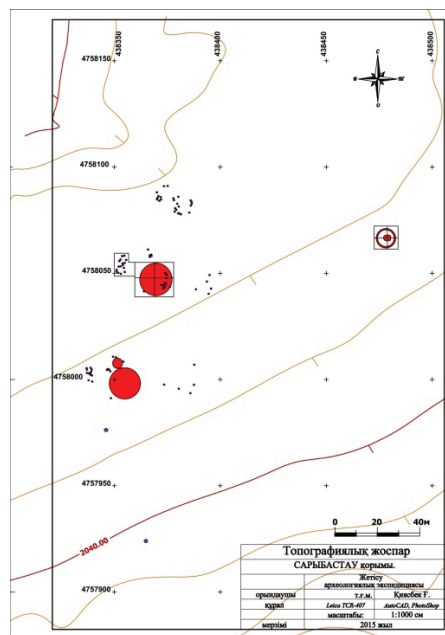 438350
438400
438450
438500
4758150
С
О
4758100
4758050
4758000
4757950
2040.00
4757900
0 20 40м
Топографиялық жоспар
САРЫБАСТАУ қорымы.
Жетісу
археологиялық экспедициясы
орындаушы т.ғ.м. Қиясбек Ғ.
құрал Leica TCR-407 AutoCAD, PhotoShop
масштабы: 1:1000 см
мерзімі 2015 жыл